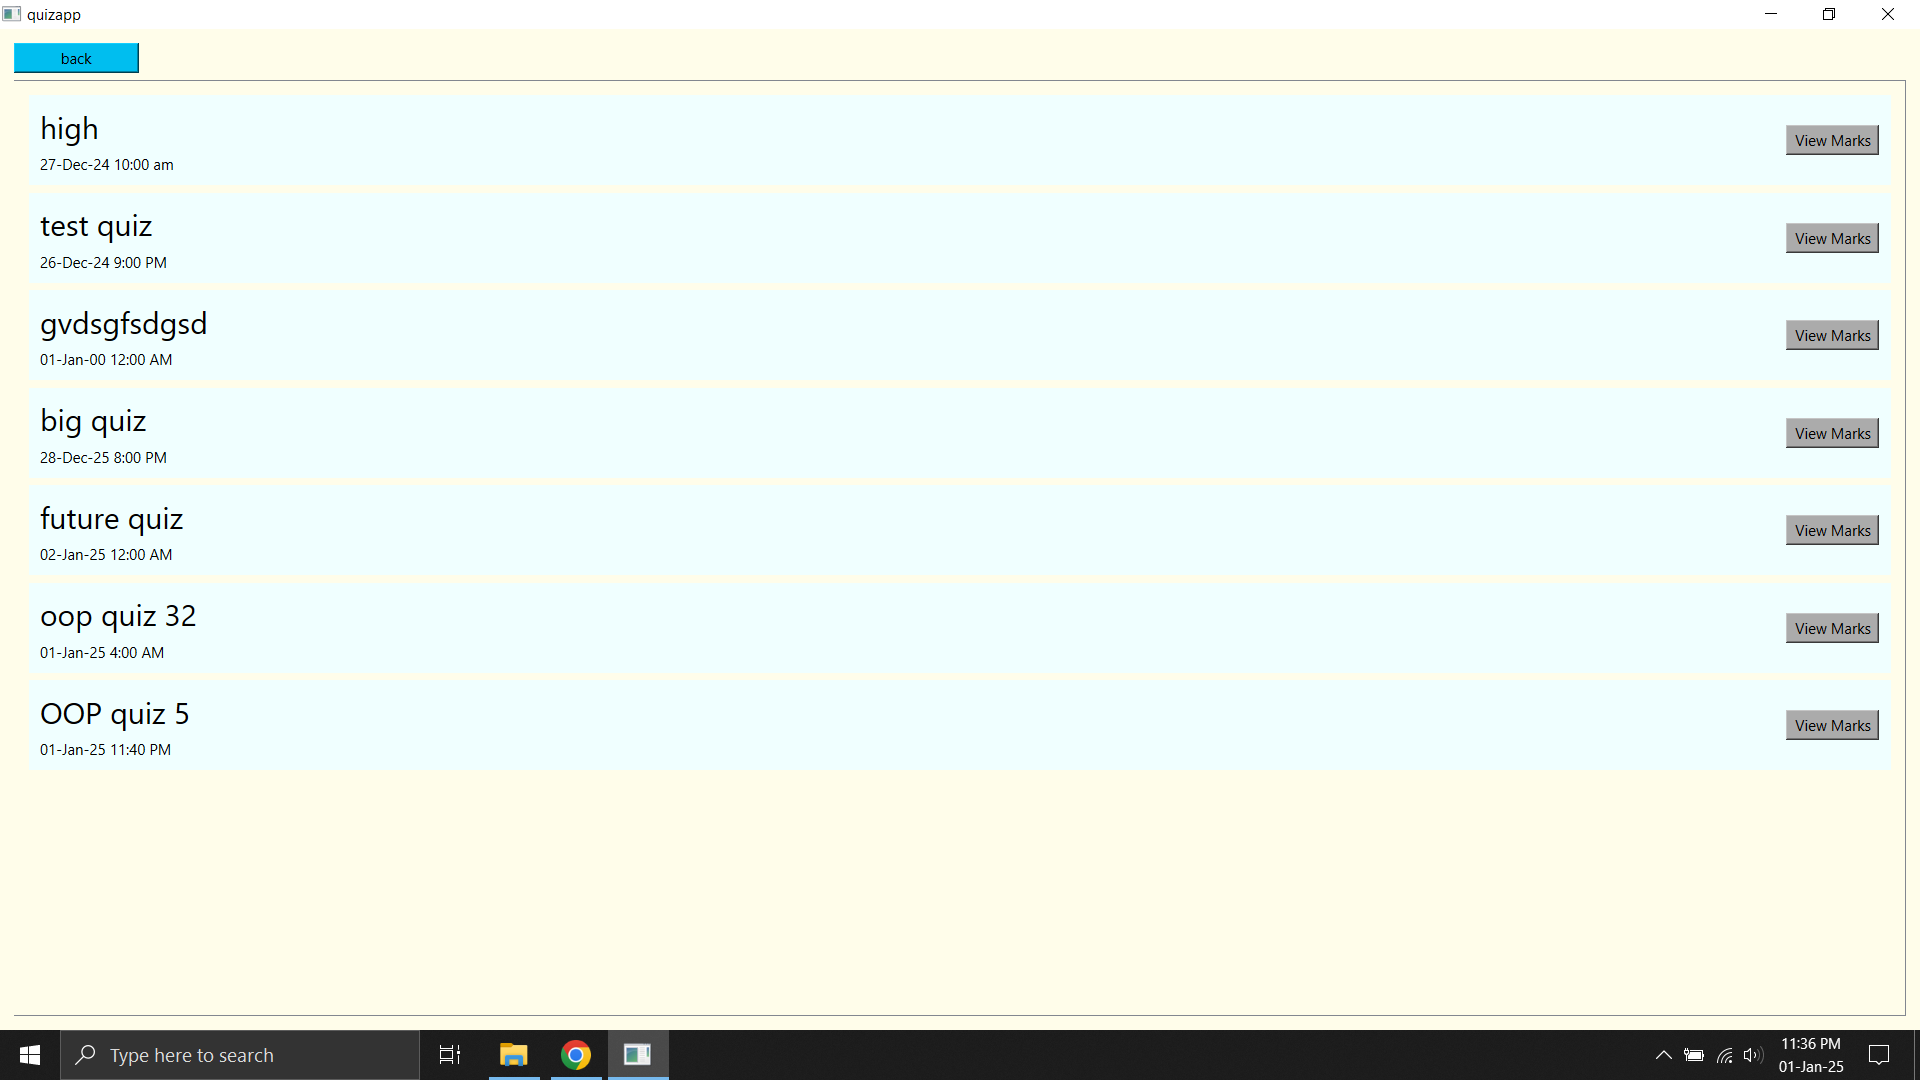 quizapp
back
high
27-Dec-24 10:00 am
View Marks
test quiz
26-Dec-24 9:00 PM
View Marks
gvdsgfsdgsd
01-Jan-00 12:00 AM
View Marks
big quiz
28-Dec-25 8:00 PM
View Marks
future quiz
02-Jan-25 12:00 AM
View Marks
oop quiz 32
01-Jan-25 4:00 AM
View Marks
OOP quiz 5
01-Jan-25 11:40 PM
View Marks
Type here to search
11:36 PM
01-Jan-25